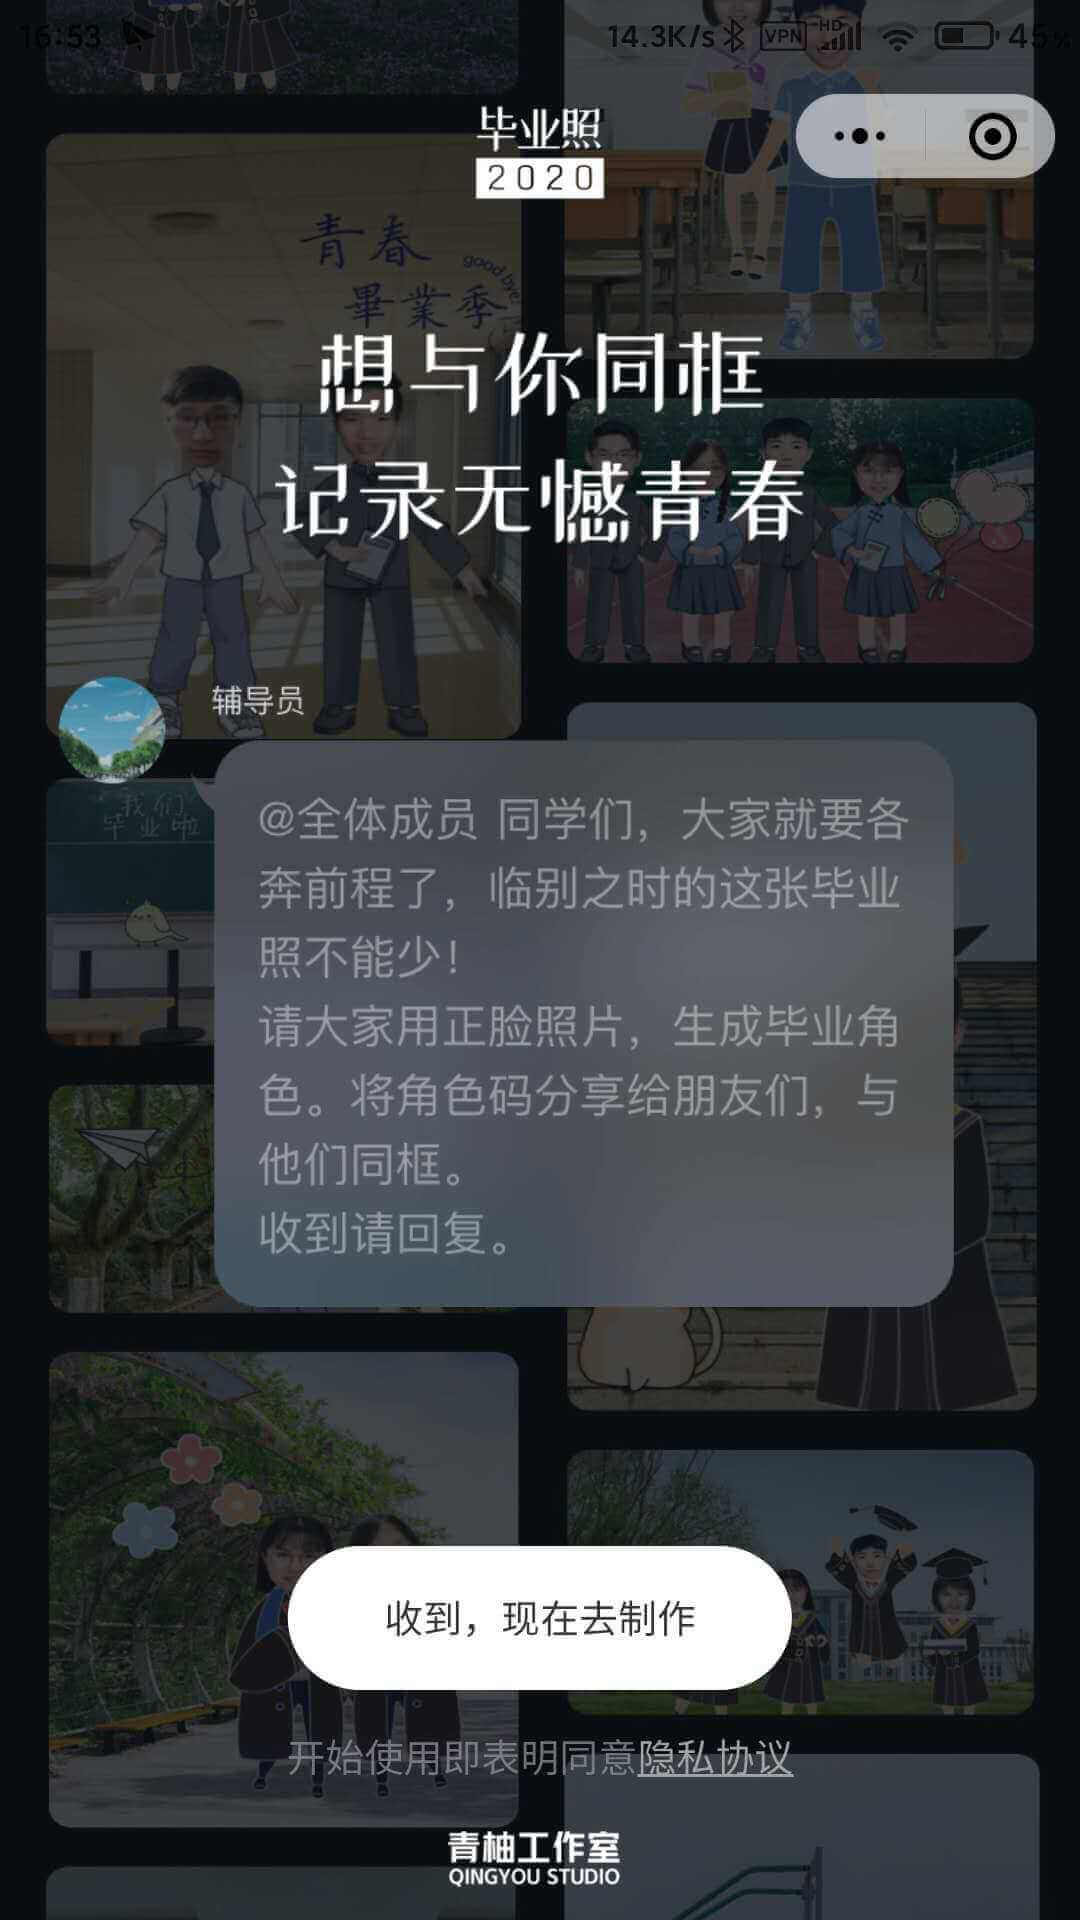 16:53
14.3K/s
VPN
HD
45%
毕业照
2020
青春
good bye!
畢業季
想与你同框
记录无憾青春
辅导员
我们
毕业啦
@全体成员 同学们，大家就要各
奔前程了，临别之时的这张毕业
照不能少！
请大家用正脸照片，生成毕业角
色。将角色码分享给朋友们，与
他们同框。
收到请回复。
收到，现在去制作
开始使用即表明同意隐私协议
青柚工作室
QINGYOU STUDIO